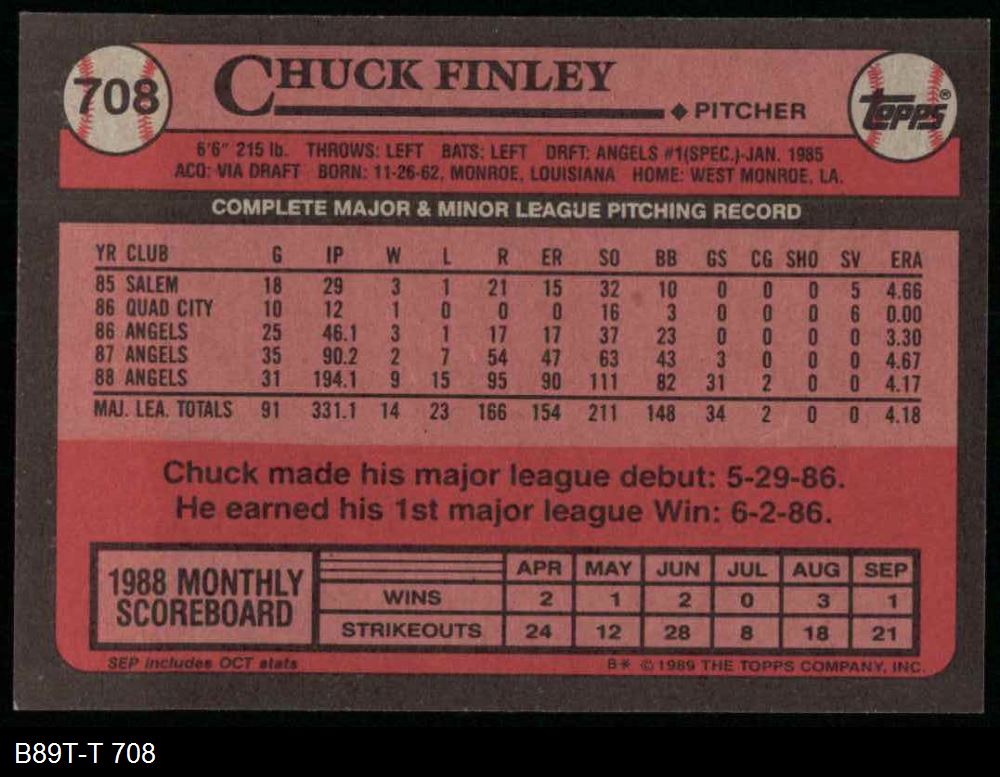 708
CHUCK FINLEY
◆ PITCHER
Topps®
6'6" 215 lb. THROWS: LEFT BATS: LEFT DRFT: ANGELS #1(SPEC.)-JAN. 1985
ACQ: VIA DRAFT BORN: 11-26-62, MONROE, LOUISIANA HOME: WEST MONROE, LA.
COMPLETE MAJOR & MINOR LEAGUE PITCHING RECORD
YR CLUB G IP W L R ER SO BB GS CG SHO SV ERA
85 SALEM 18 29 3 1 21 15 32 10 0 0 0 5 4.66
86 QUAD CITY 10 12 1 0 0 0 16 3 0 0 0 6 0.00
86 ANGELS 25 46.1 3 1 17 17 37 23 0 0 0 0 3.30
87 ANGELS 35 90.2 2 7 54 47 63 43 3 0 0 0 4.67
88 ANGELS 31 194.1 9 15 95 90 111 82 31 2 0 0 4.17
MAJ. LEA. TOTALS 91 331.1 14 23 166 154 211 148 34 2 0 0 4.18
Chuck made his major league debut: 5-29-86.
He earned his 1st major league Win: 6-2-86.
1988 MONTHLY
SCOREBOARD
APR MAY JUN JUL AUG SEP
WINS 2 1 2 0 3 1
STRIKEOUTS 24 12 28 8 18 21
SEP includes OCT stats
B* © 1989 THE TOPPS COMPANY, INC.
B89T-T 708